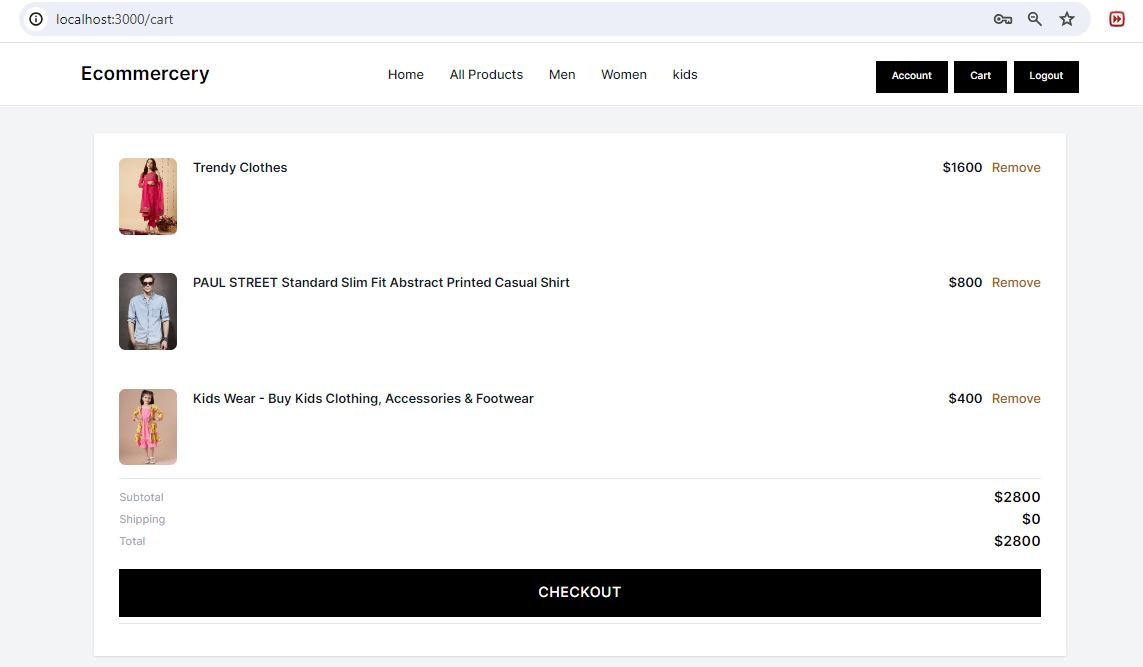 localhost:3000/cart
Ecommercery Home All Products Men Women kids Account Cart Logout
Trendy Clothes $1600 Remove
PAUL STREET Standard Slim Fit Abstract Printed Casual Shirt $800 Remove
Kids Wear - Buy Kids Clothing, Accessories & Footwear $400 Remove
Subtotal $2800
Shipping $0
Total $2800
CHECKOUT